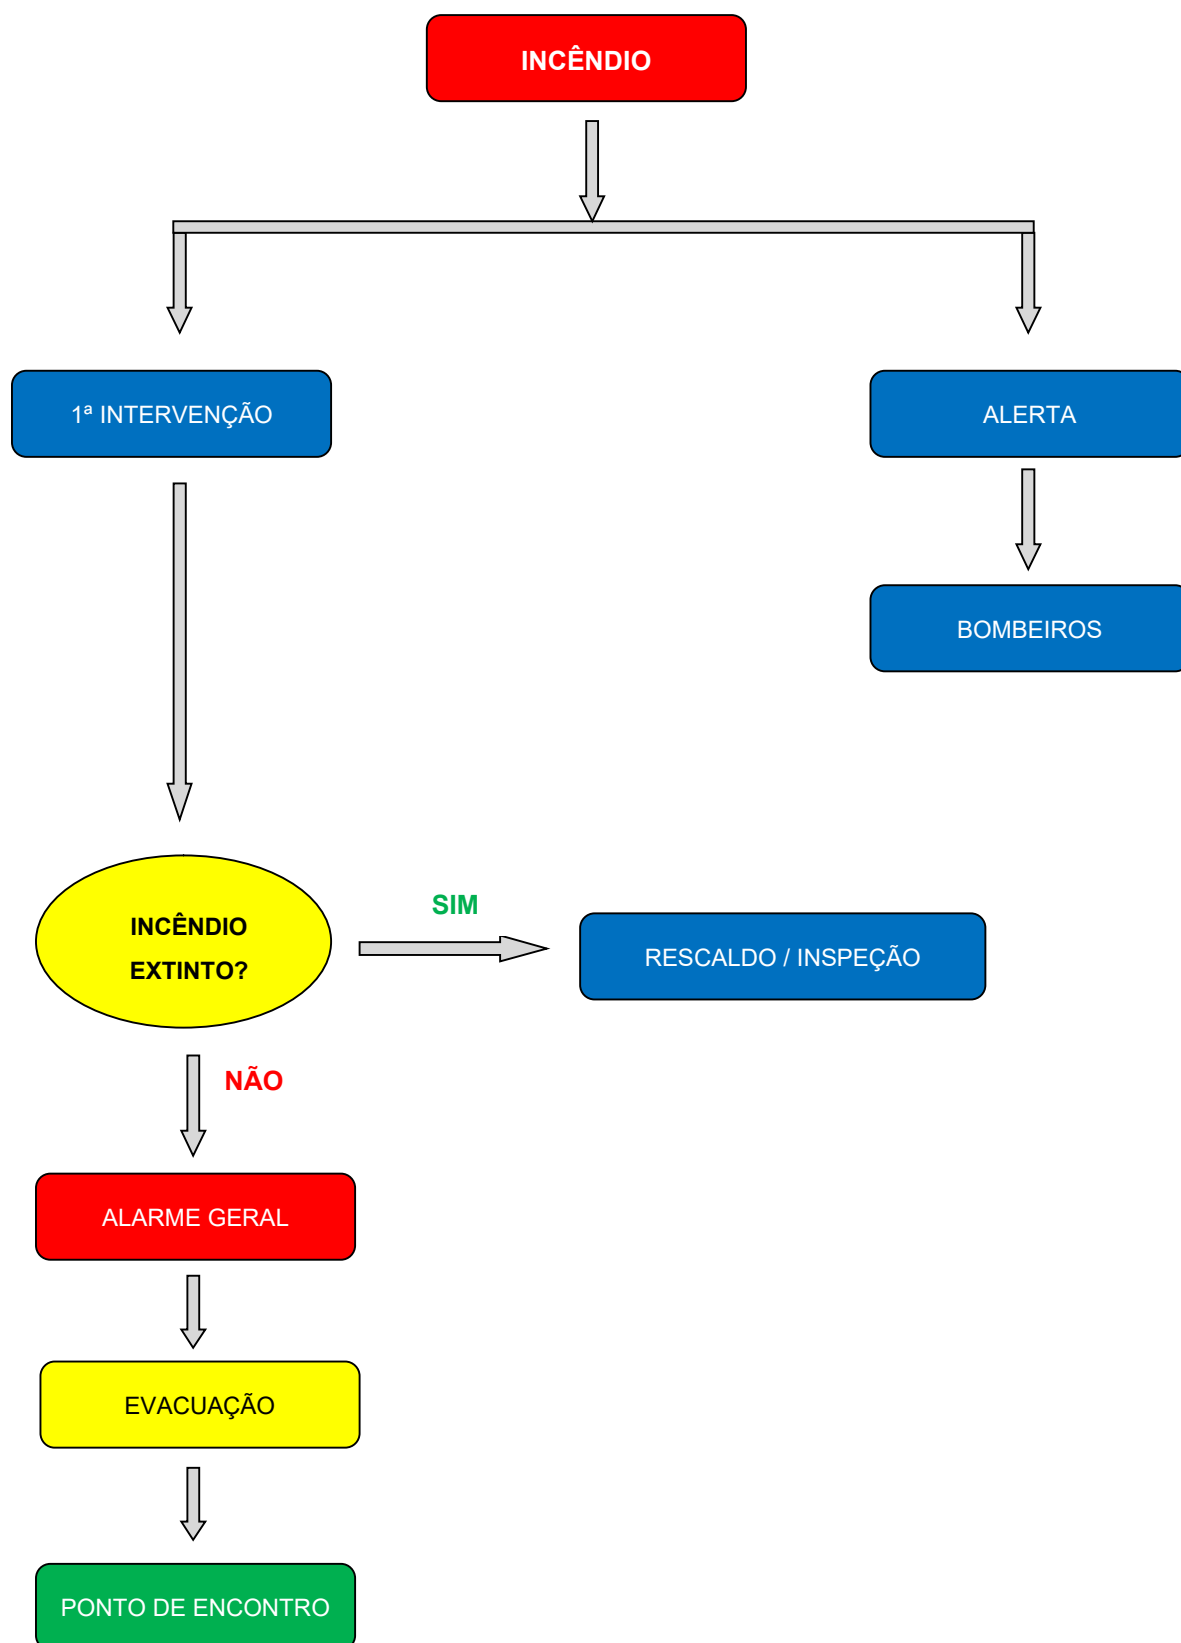 INCÊNDIO
1ª INTERVENÇÃO
ALERTA
BOMBEIROS
INCÊNDIO
EXTINTO?
SIM
RESCALDO / INSPEÇÃO
NÃO
ALARME GERAL
EVACUAÇÃO
PONTO DE ENCONTRO